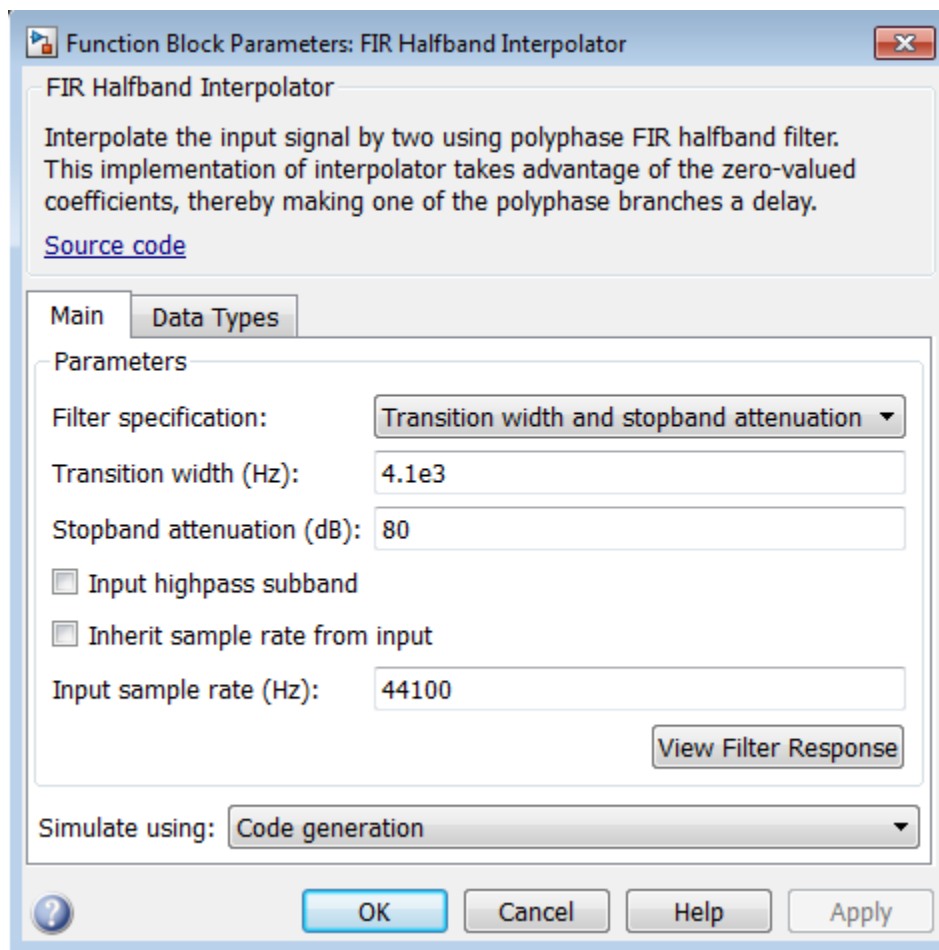 Function Block Parameters: FIR Halfband Interpolator
FIR Halfband Interpolator
Interpolate the input signal by two using polyphase FIR halfband filter.
This implementation of interpolator takes advantage of the zero-valued
coefficients, thereby making one of the polyphase branches a delay.
Source code
Main Data Types
Parameters
Filter specification: Transition width and stopband attenuation
Transition width (Hz): 4.1e3
Stopband attenuation (dB): 80
Input highpass subband
Inherit sample rate from input
Input sample rate (Hz): 44100
View Filter Response
Simulate using: Code generation
? OK Cancel Help Apply